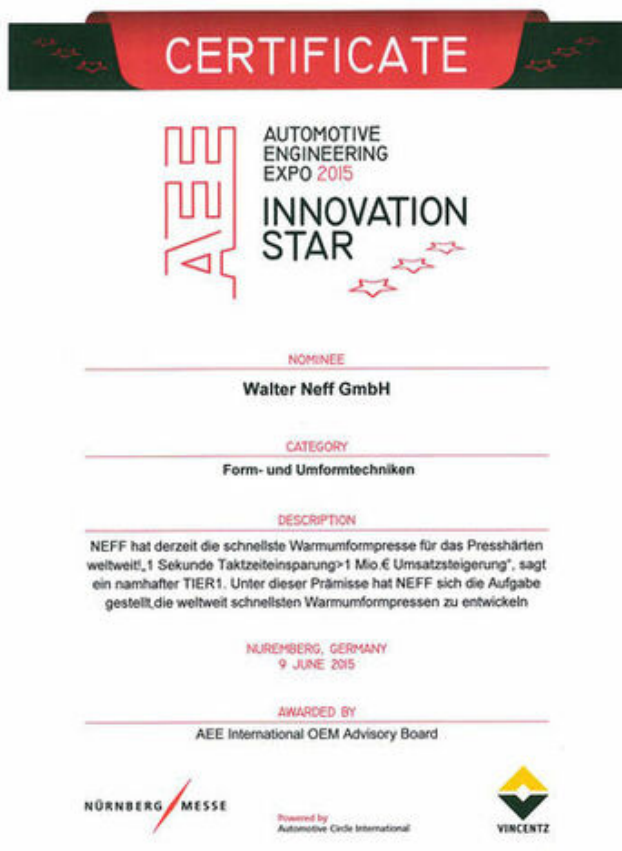 CERTIFICATE
AEE
AUTOMOTIVE
ENGINEERING
EXPO 2015
INNOVATION
STAR
NOMINEE
Walter Neff GmbH
CATEGORY
Form- und Umformtechniken
DESCRIPTION
NEFF hat derzeit die schnellste Warmumformpresse für das Presshärten
weltweit!„1 Sekunde Taktzeiteinsparung>1 Mio.€ Umsatzsteigerung", sagt
ein namhafter TIER1. Unter dieser Prämisse hat NEFF sich die Aufgabe
gestellt,die weltweit schnellsten Warmumformpressen zu entwickeln
NUREMBERG, GERMANY
9 JUNE 2015
AWARDED BY
AEE International OEM Advisory Board
NÜRNBERG MESSE
Powered by
Automotive Circle International
VINCENTZ